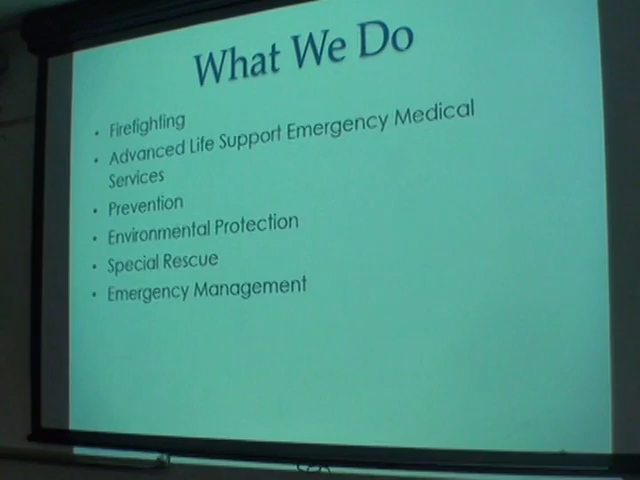 What We Do
• Firefighting
• Advanced Life Support Emergency Medical
Services
• Prevention
• Environmental Protection
• Special Rescue
• Emergency Management